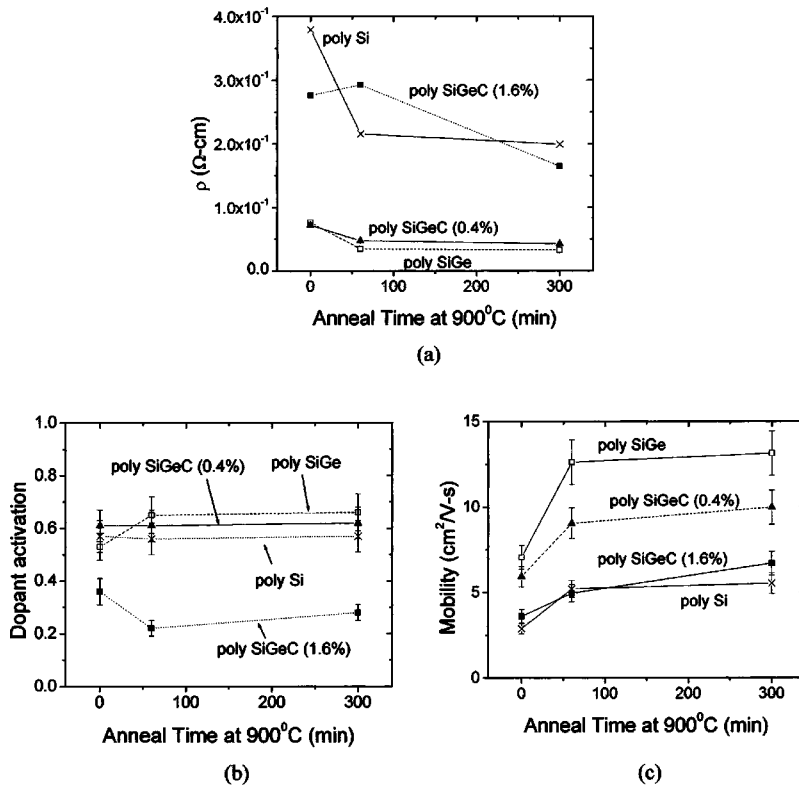 4.0x10⁻¹
3.0x10⁻¹
2.0x10⁻¹
1.0x10⁻¹
0.0
ρ (Ω-cm)
poly Si
poly SiGeC (1.6%)
poly SiGeC (0.4%)
poly SiGe
0 100 200 300
Anneal Time at 900⁰C (min)
(a)
1.0
0.8
0.6
0.4
0.2
0.0
Dopant activation
poly SiGeC (0.4%)
poly SiGe
poly Si
poly SiGeC (1.6%)
0 100 200 300
Anneal Time at 900⁰C (min)
(b)
15
10
5
0
Mobility (cm²/V-s)
poly SiGe
poly SiGeC (0.4%)
poly SiGeC (1.6%)
poly Si
0 100 200 300
Anneal Time at 900⁰C (min)
(c)